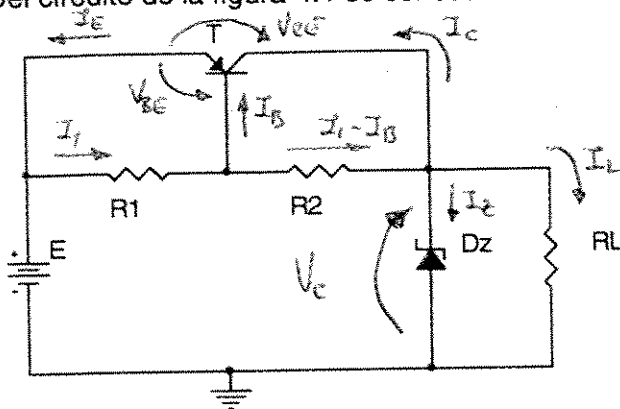 del circuito de la figura
I_E T V_CE I_C
V_BE I_B
I_1 I_1-I_B I_L
R1 R2 I_Z
E V_C Dz RL
+
-